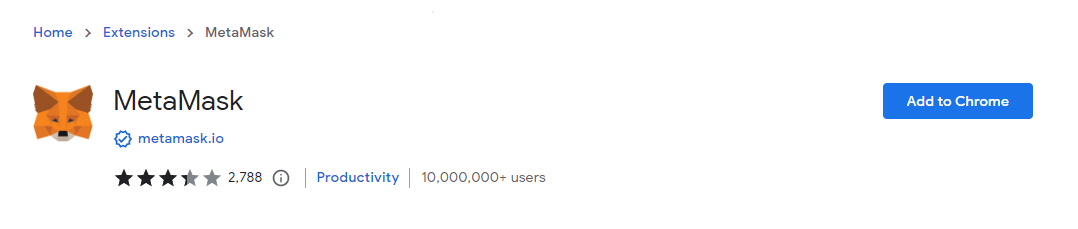 Home > Extensions > MetaMask
MetaMask
Add to Chrome
metamask.io
2,788 | Productivity | 10,000,000+ users